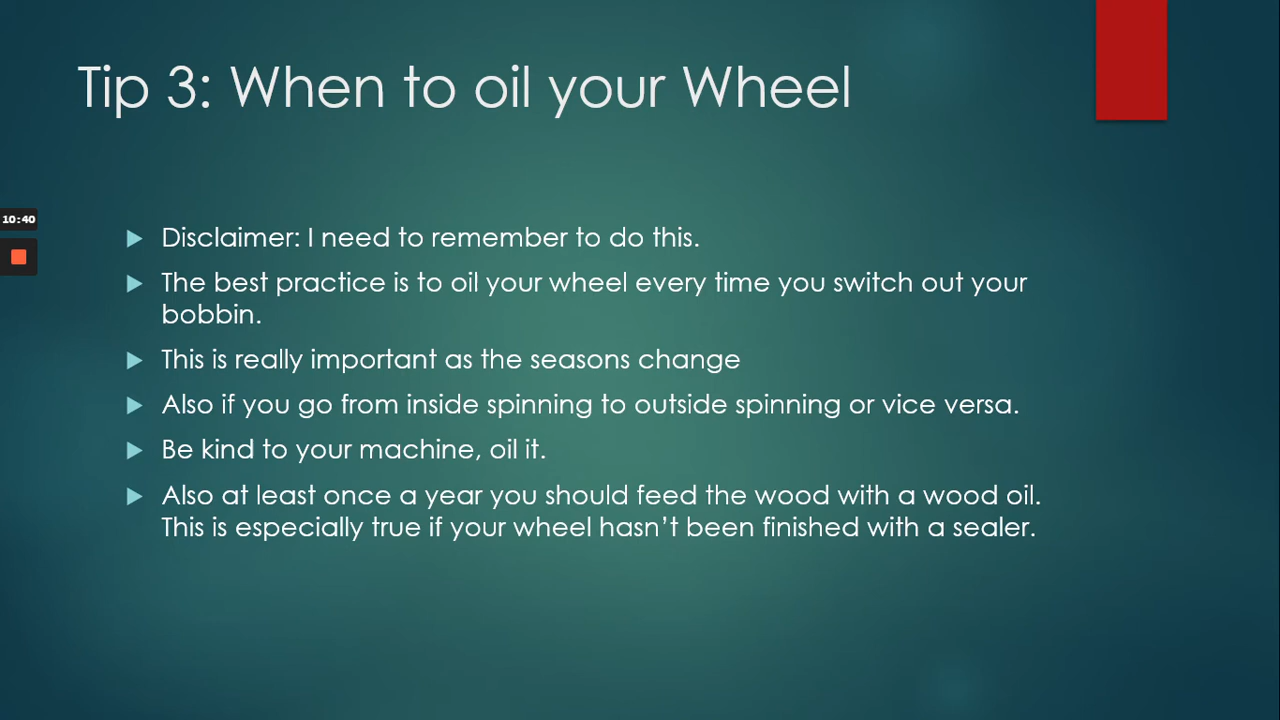 Tip 3: When to oil your Wheel
10:40
Disclaimer: I need to remember to do this.
The best practice is to oil your wheel every time you switch out your
bobbin.
This is really important as the seasons change
Also if you go from inside spinning to outside spinning or vice versa.
Be kind to your machine, oil it.
Also at least once a year you should feed the wood with a wood oil.
This is especially true if your wheel hasn’t been finished with a sealer.